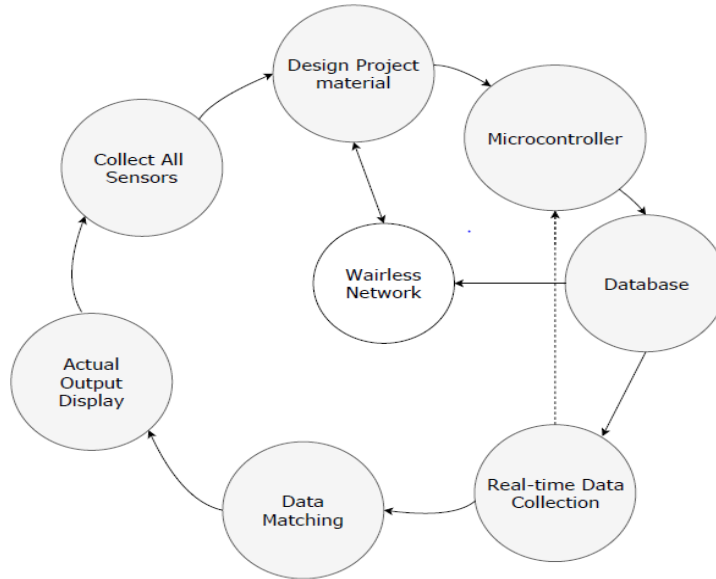 Design Project
material
Microcontroller
Collect All
Sensors
Wairless
Network
Database
Actual
Output
Display
Real-time Data
Collection
Data
Matching